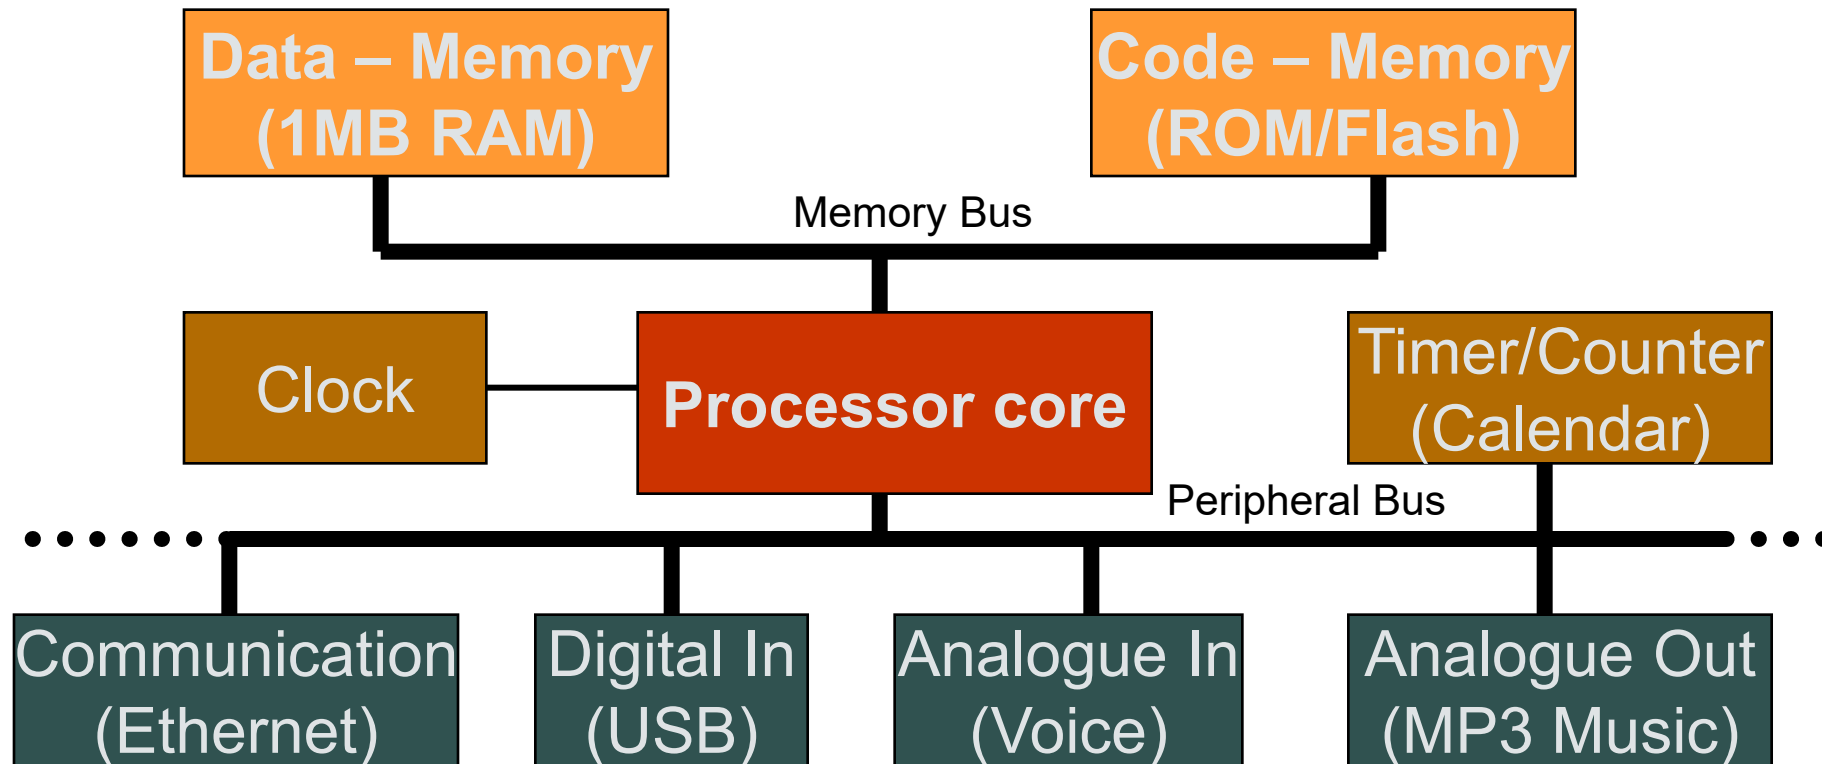 Data – Memory
(1MB RAM)
Code – Memory
(ROM/Flash)
Memory Bus
Clock
Processor core
Timer/Counter
(Calendar)
Peripheral Bus
Communication
(Ethernet)
Digital In
(USB)
Analogue In
(Voice)
Analogue Out
(MP3 Music)